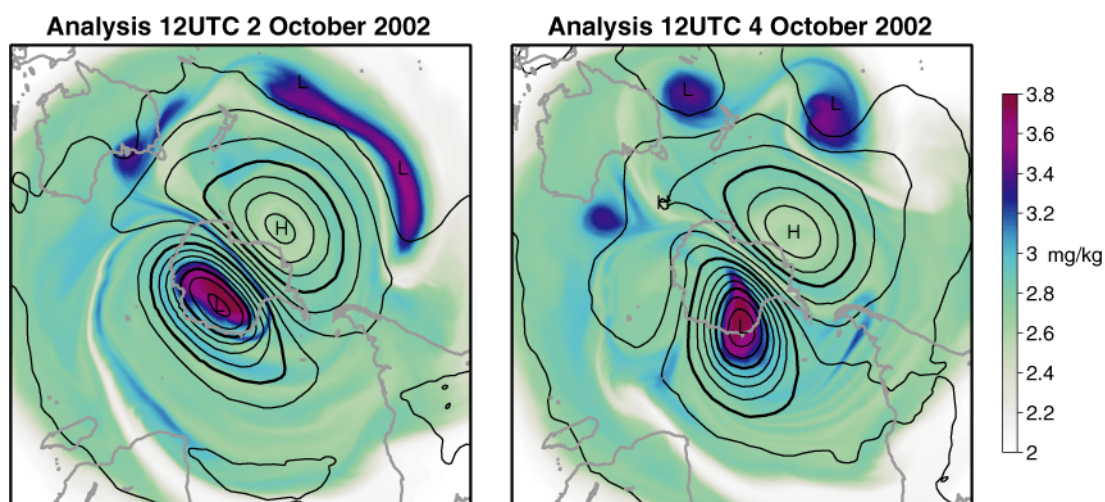 Analysis 12UTC 2 October 2002
Analysis 12UTC 4 October 2002
L
L
H
L
L
L
H
L
3.8
3.6
3.4
3.2
3
2.8
2.6
2.4
2.2
2
mg/kg